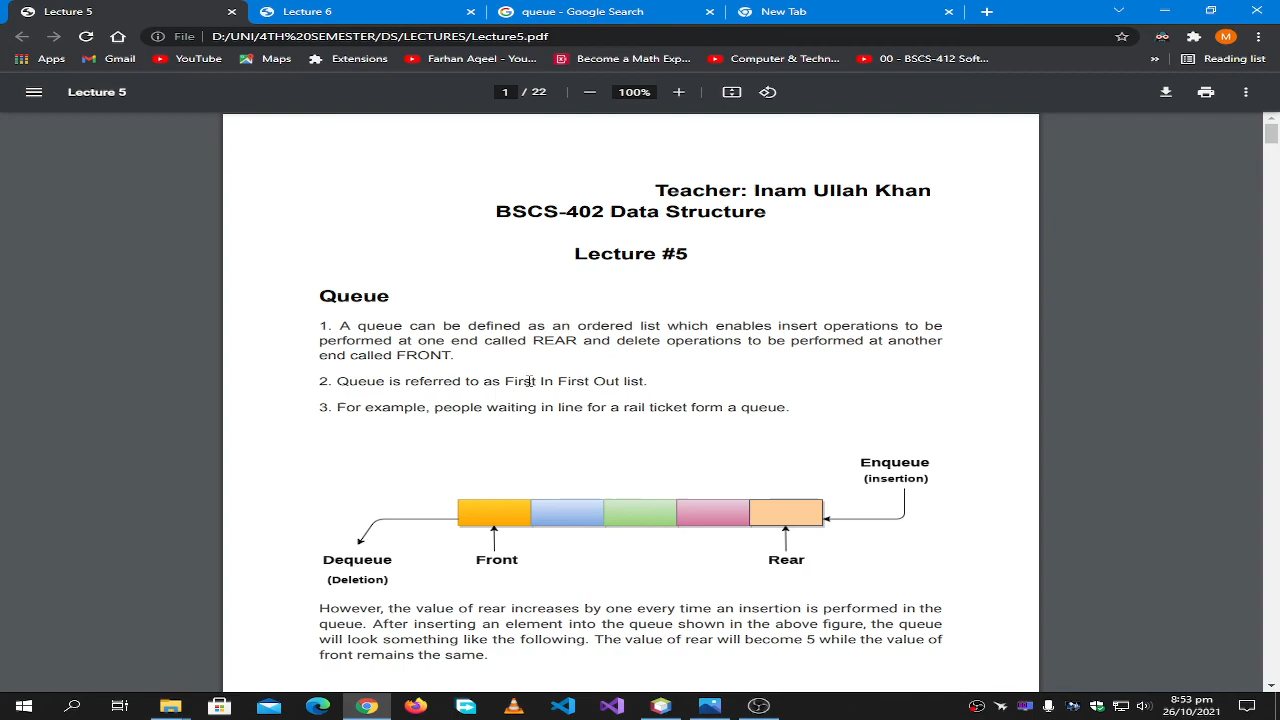 Lecture 5
Lecture 6
queue - Google Search
New Tab
File D:/UNI/4TH%20SEMESTER/DS/LECTURES/Lecture5.pdf
M
Apps Gmail YouTube Maps Extensions Farhan Aqeel - You... Become a Math Exp... Computer & Techn... 00 - BSCS-412 Soft... » Reading list
Lecture 5
1 / 22 100%
Teacher: Inam Ullah Khan
BSCS-402 Data Structure
Lecture #5
Queue
1. A queue can be defined as an ordered list which enables insert operations to be
performed at one end called REAR and delete operations to be performed at another
end called FRONT.
2. Queue is referred to as First In First Out list.
3. For example, people waiting in line for a rail ticket form a queue.
Enqueue
(insertion)
Dequeue
(Deletion)
Front
Rear
However, the value of rear increases by one every time an insertion is performed in the
queue. After inserting an element into the queue shown in the above figure, the queue
will look something like the following. The value of rear will become 5 while the value of
front remains the same.
8:53 pm
26/10/2021